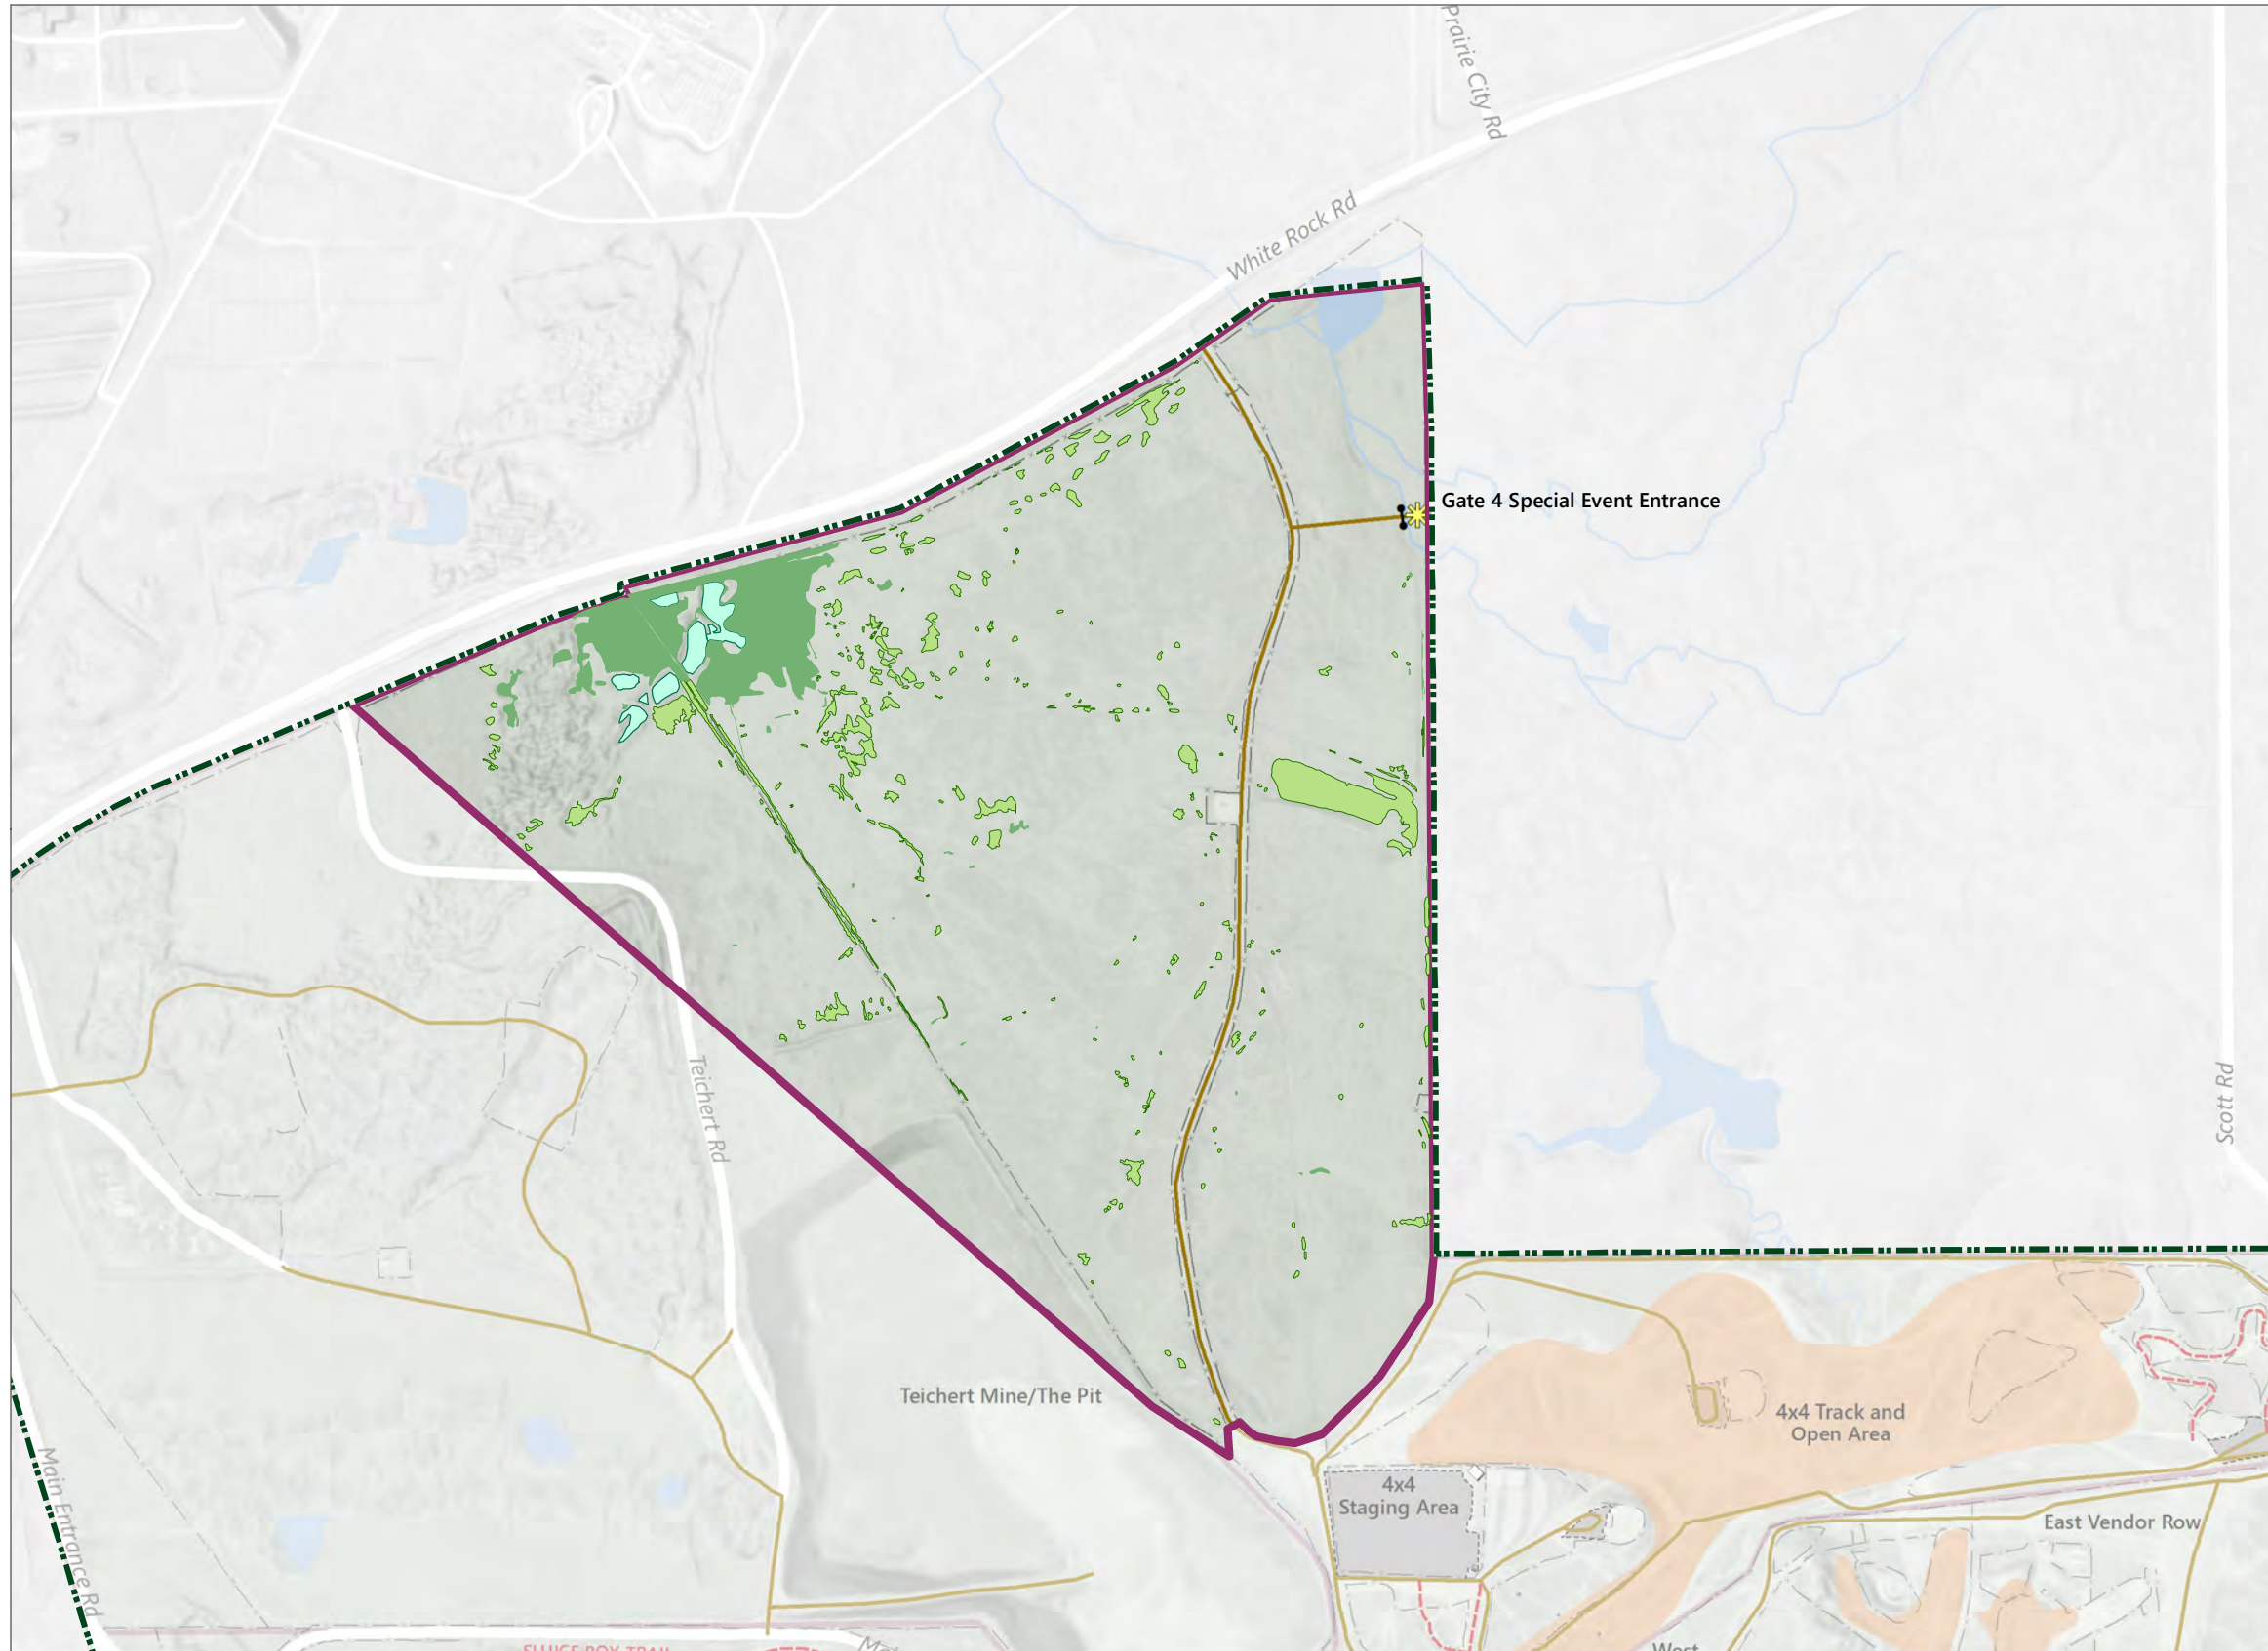 Prairie City Rd
White Rock Rd
Gate 4 Special Event Entrance
Teichert Rd
Scott Rd
Teichert Mine/The Pit
4x4 Track and
Open Area
4x4
Staging Area
East Vendor Row
Main Entrance Rd
West